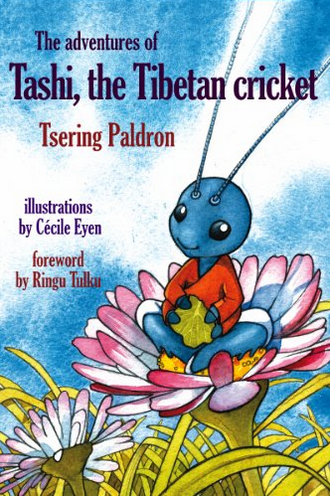 The adventures of
Tashi, the Tibetan cricket
Tsering Paldron
illustrations
by Cécile Eyen
foreword
by Ringu Tulku